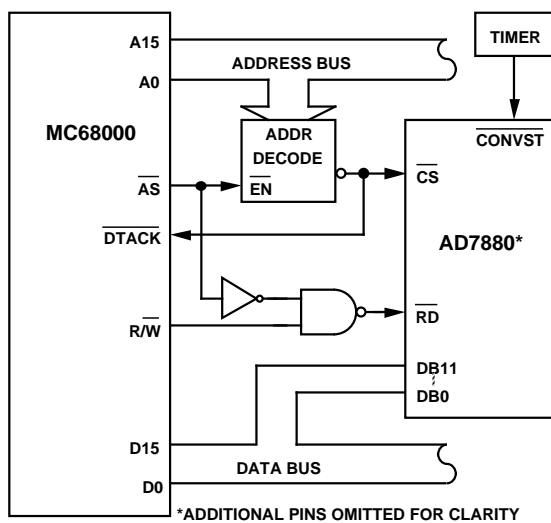 A15
TIMER
ADDRESS BUS
A0
MC68000
ADDR
DECODE
CONVST
AS
EN
CS
DTACK
AD7880*
R/W
RD
DB11
DB0
D15
DATA BUS
D0
*ADDITIONAL PINS OMITTED FOR CLARITY